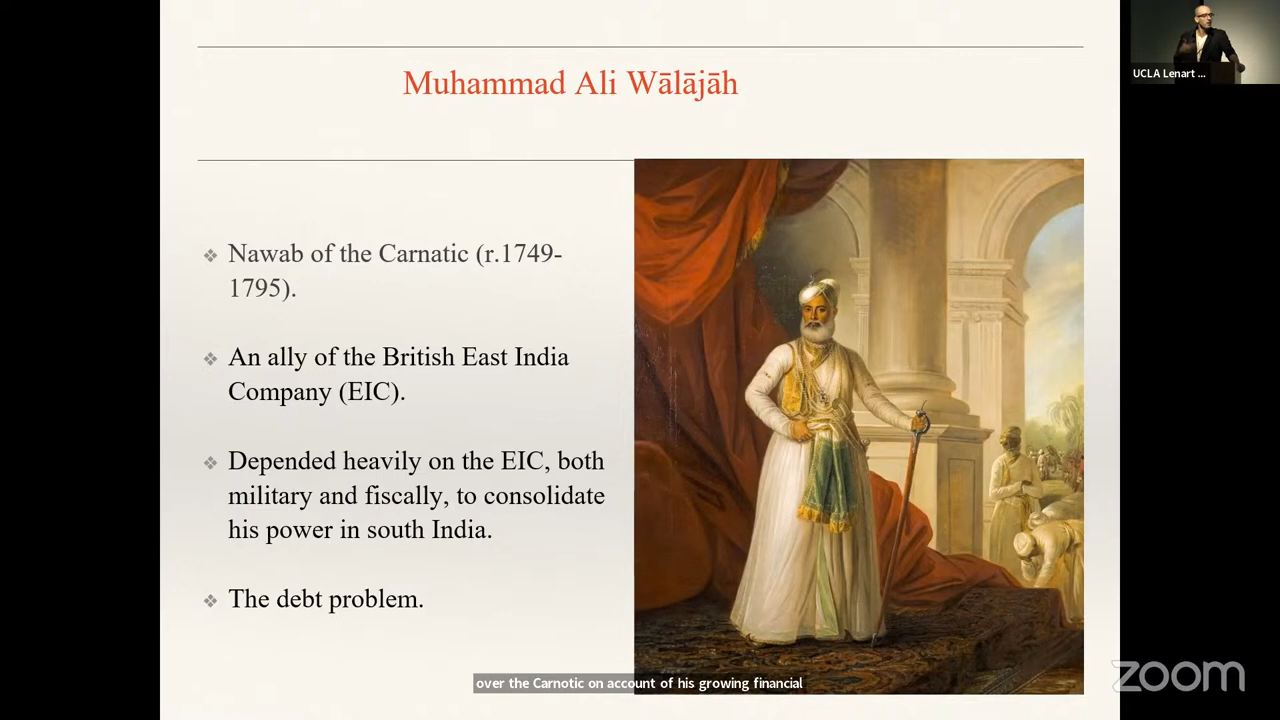 Muhammad Ali Wālājāh
❖ Nawab of the Carnatic (r.1749-
1795).
❖ An ally of the British East India
Company (EIC).
❖ Depended heavily on the EIC, both
military and fiscally, to consolidate
his power in south India.
❖ The debt problem.
over the Carnotic on account of his growing financial
UCLA Lenart ...
zoom